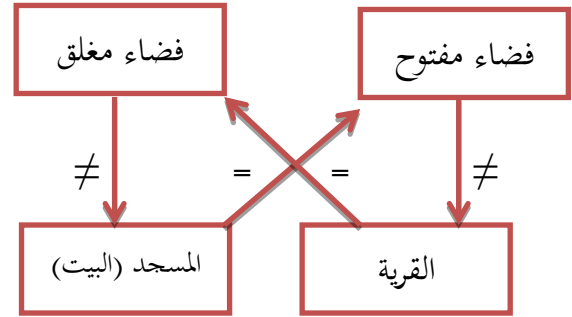 فضاء مفتوح
فضاء مغلق
≠ = = ≠
القرية
المسجد (البيت)